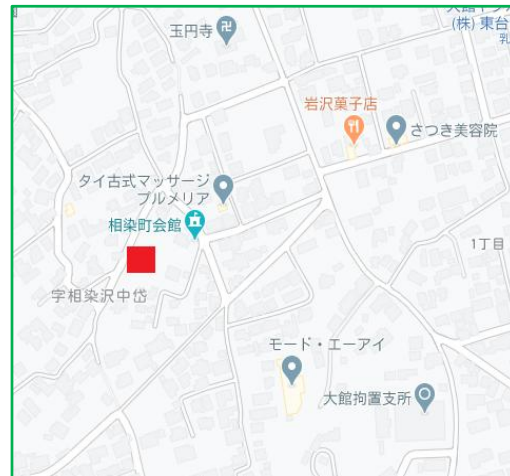 玉円寺
(株) 東台
岩沢菓子店
さつき美容院
タイ古式マッサージ
プルメリア
相染町会館
1丁目
字相染沢中岱
モード・エーアイ
大館拘置支所